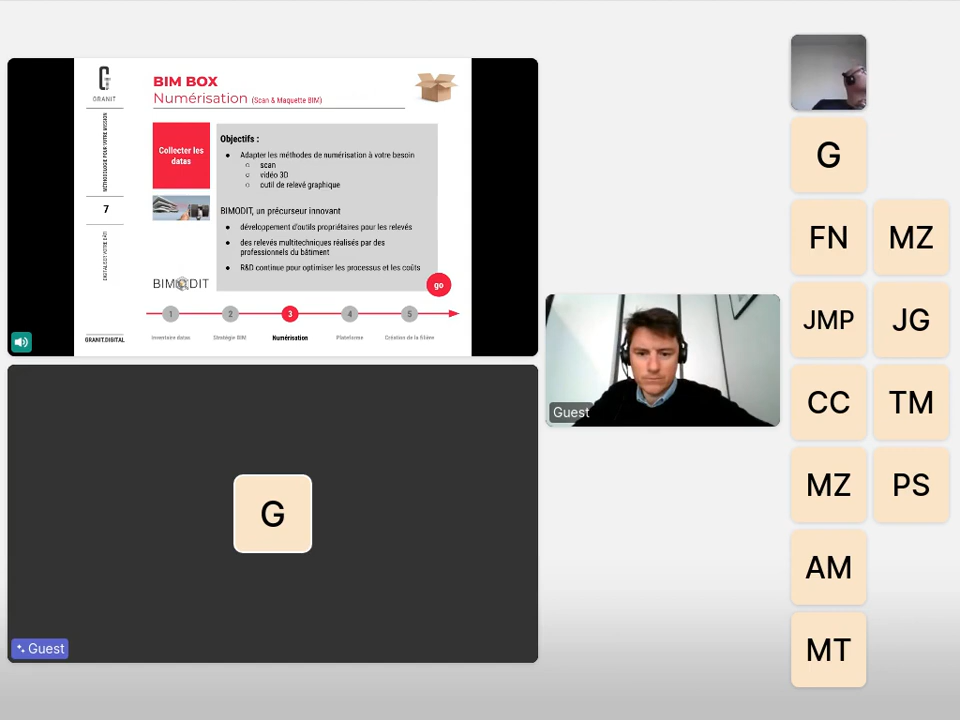 GRANIT
MÉTHODOLOGIE POUR VOTRE MISSION
7
GRANIT.DIGITAL
BIM BOX
Numérisation (Scan & Maquette BIM)
Collecter les
datas
Objectifs :
Adapter les méthodes de numérisation à votre besoin
scan
vidéo 3D
outil de relevé graphique
BIMODIT, un précurseur innovant
développement d'outils propriétaires pour les relevés
des relevés multitechniques réalisés par des
professionnels du bâtiment
R&D continue pour optimiser les processus et les coûts
BIMODIT
go
1 2 3 4 5
Inventaire datas Stratégie BIM Numérisation Plateforme Création de la filière
G
Guest
Guest
G
FN MZ
JMP JG
CC TM
MZ PS
AM
MT